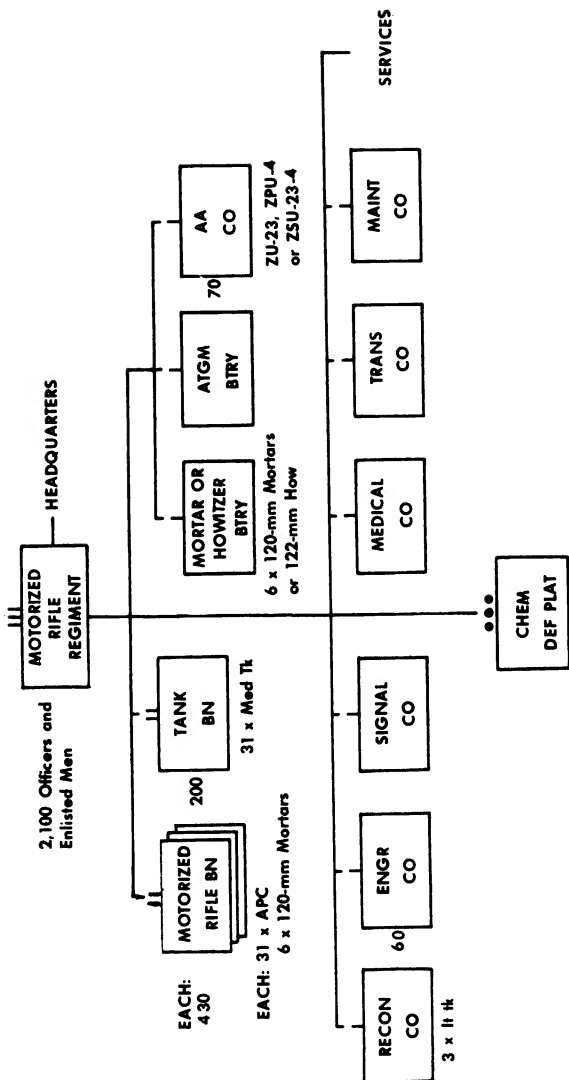 2,100 Officers and
Enlisted Men
MOTORIZED
RIFLE
REGIMENT
HEADQUARTERS
EACH:
430
MOTORIZED
RIFLE BN
EACH: 31 x APC
6 x 120-mm Mortars
200
TANK
BN
31 x Med Tk
MORTAR OR
HOWITZER
BTRY
6 x 120-mm Mortars
or 122-mm How
ATGM
BTRY
70
AA
CO
ZU-23, ZPU-4
or ZSU-23-4
RECON
CO
3 x lt tk
60
ENGR
CO
SIGNAL
CO
MEDICAL
CO
TRANS
CO
MAINT
CO
SERVICES
CHEM
DEF PLAT